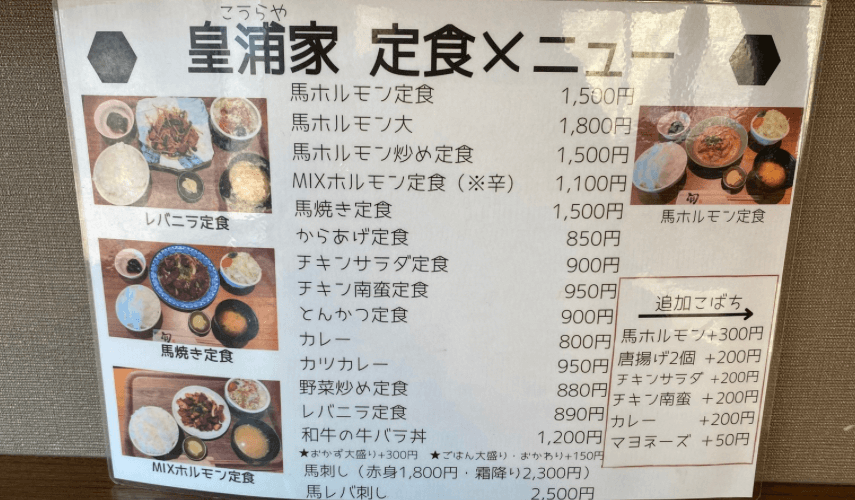 こうらや
皇浦家 定食メニュー
馬ホルモン定食 1,500円
馬ホルモン大 1,800円
馬ホルモン炒め定食 1,500円
MIXホルモン定食（※辛） 1,100円
馬焼き定食 1,500円
からあげ定食 850円
チキンサラダ定食 900円
チキン南蛮定食 950円
とんかつ定食 900円
カレー 800円
カツカレー 950円
野菜炒め定食 880円
レバニラ定食 890円
和牛の牛バラ丼 1,200円
★おかず大盛り+300円 ★ごはん大盛り・おかわり+150円
馬刺し（赤身1,800円・霜降り2,300円）
馬レバ刺し 2,500円
レバニラ定食
馬焼き定食
MIXホルモン定食
旬
馬ホルモン定食
追加こばち
馬ホルモン+300円
唐揚げ2個 +200円
チキンサラダ +200円
チキン南蛮 +200円
カレー +200円
マヨネーズ +50円